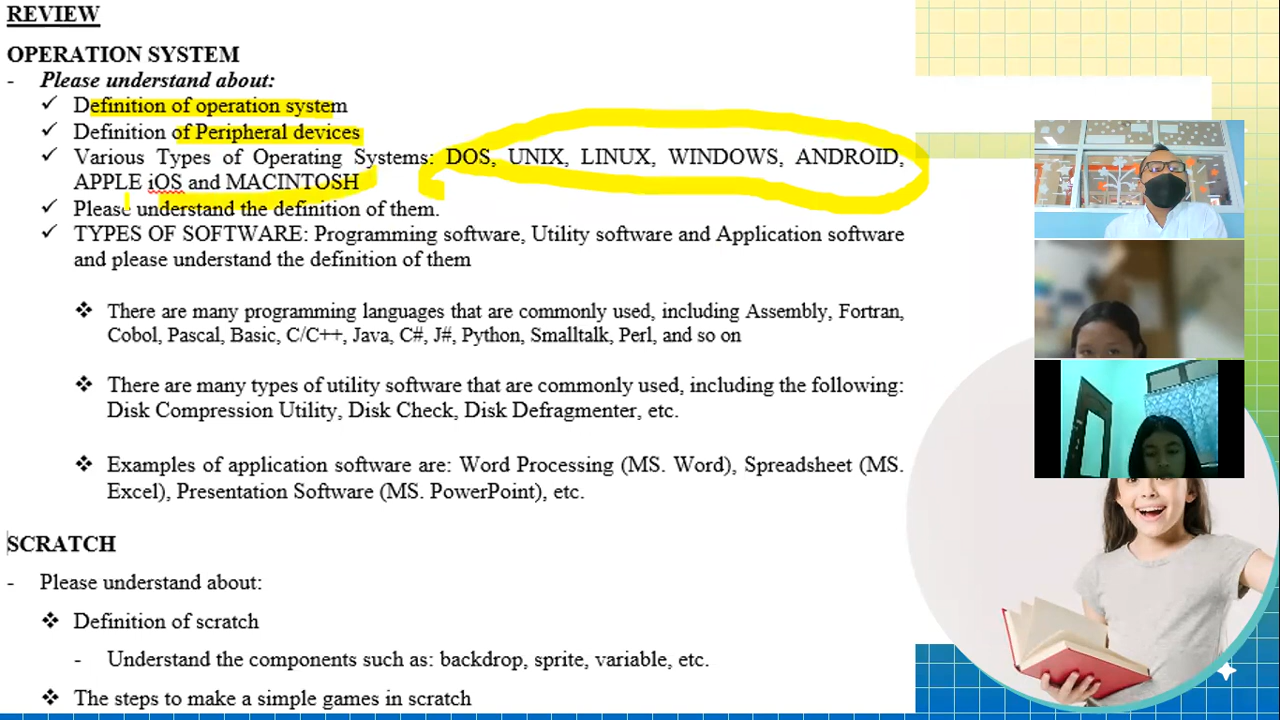 REVIEW
OPERATION SYSTEM
- Please understand about:
✓ Definition of operation system
✓ Definition of Peripheral devices
✓ Various Types of Operating Systems: DOS, UNIX, LINUX, WINDOWS, ANDROID,
APPLE iOS and MACINTOSH
✓ Please understand the definition of them.
✓ TYPES OF SOFTWARE: Programming software, Utility software and Application software
and please understand the definition of them
❖ There are many programming languages that are commonly used, including Assembly, Fortran,
Cobol, Pascal, Basic, C/C++, Java, C#, J#, Python, Smalltalk, Perl, and so on
❖ There are many types of utility software that are commonly used, including the following:
Disk Compression Utility, Disk Check, Disk Defragmenter, etc.
❖ Examples of application software are: Word Processing (MS. Word), Spreadsheet (MS.
Excel), Presentation Software (MS. PowerPoint), etc.
SCRATCH
- Please understand about:
❖ Definition of scratch
- Understand the components such as: backdrop, sprite, variable, etc.
❖ The steps to make a simple games in scratch